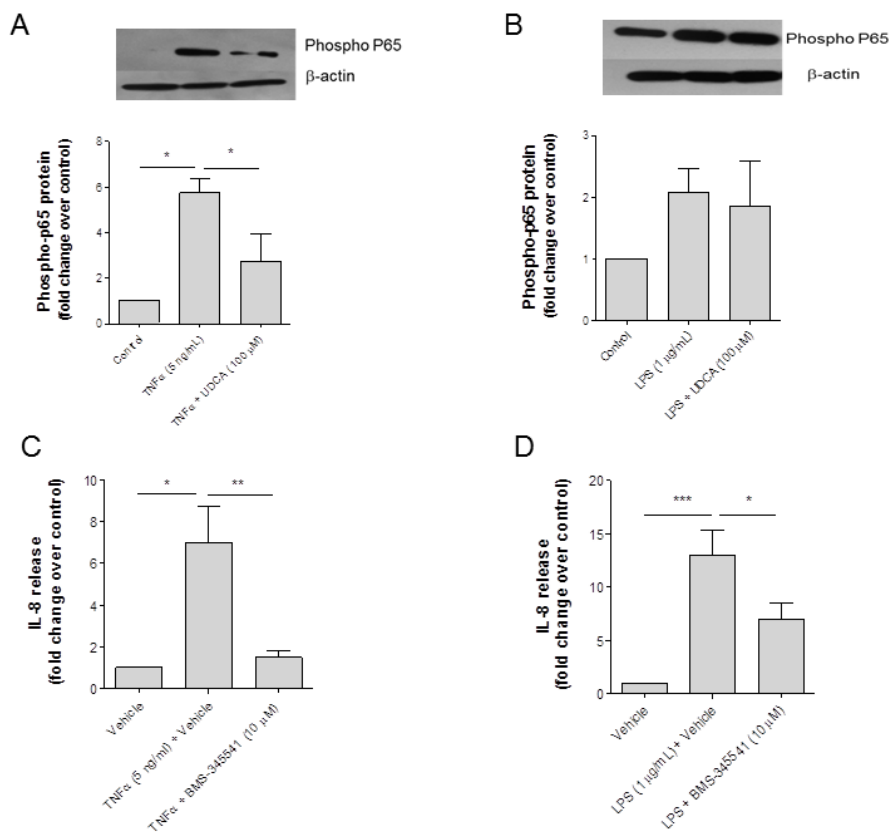 A
Phospho P65
β-actin
Phospho-p65 protein
(fold change over control)
8
6
4
2
0
*
*
Control
TNFα (5 ng/mL)
TNFα + UDCA (100 μM)
B
Phospho P65
β-actin
Phospho-p65 protein
(fold change over control)
3
2
1
0
Control
LPS (1 μg/mL)
LPS + UDCA (100 μM)
C
IL-8 release
(fold change over control)
10
8
6
4
2
0
*
**
Vehicle
TNFα (5 ng/ml) + Vehicle
TNFα + BMS-345541 (10 μM)
D
IL-8 release
(fold change over control)
20
15
10
5
0
***
*
Vehicle
LPS (1 μg/mL) + Vehicle
LPS + BMS-345541 (10 μM)